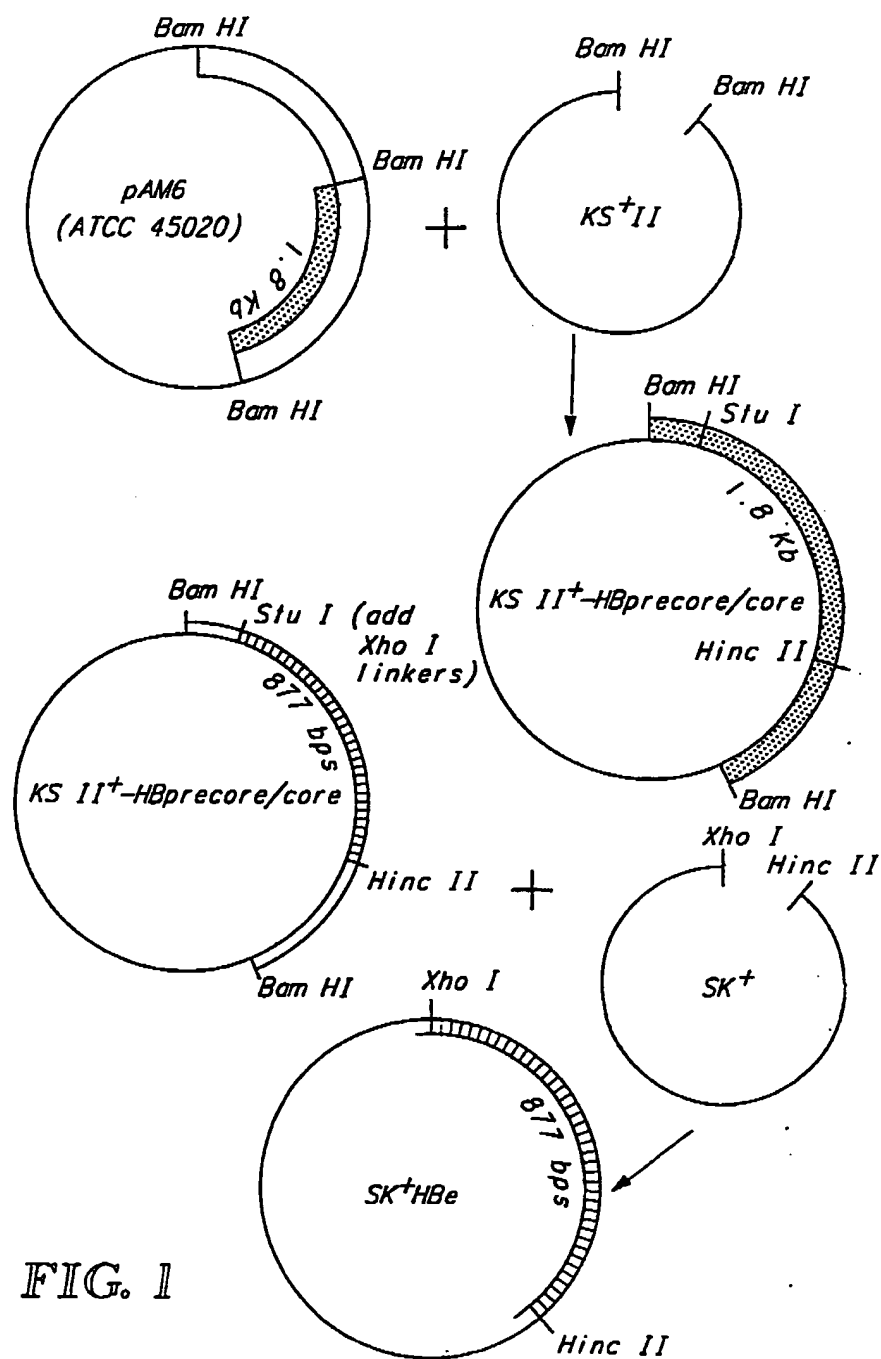 Bam HI
Bam HI
Bam HI
Bam HI
pAM6
(ATCC 45020)
1.8 Kb
Bam HI
+
KS+II
Bam HI
Stu I
1.8 Kb
KS II+-HBprecore/core
Hinc II
Bam HI
Bam HI
Stu I (add
Xho I
linkers)
877 bps
KS II+-HBprecore/core
Hinc II
Bam HI
+
Xho I
Hinc II
SK+
Xho I
877 bps
SK+HBe
Hinc II
FIG. 1